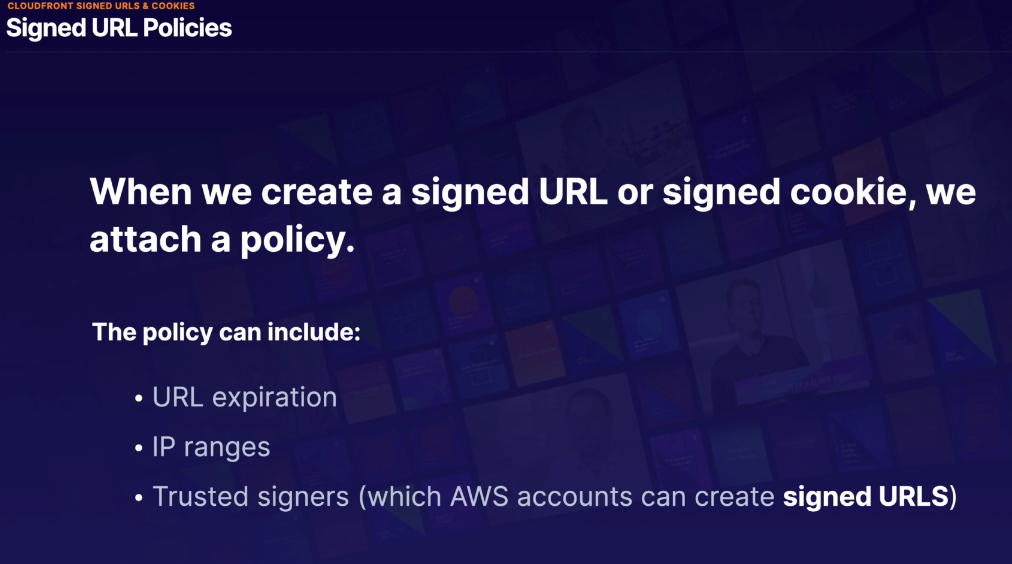 CLOUDFRONT SIGNED URLS & COOKIES
Signed URL Policies
When we create a signed URL or signed cookie, we
attach a policy.
The policy can include:
• URL expiration
• IP ranges
• Trusted signers (which AWS accounts can create signed URLS)